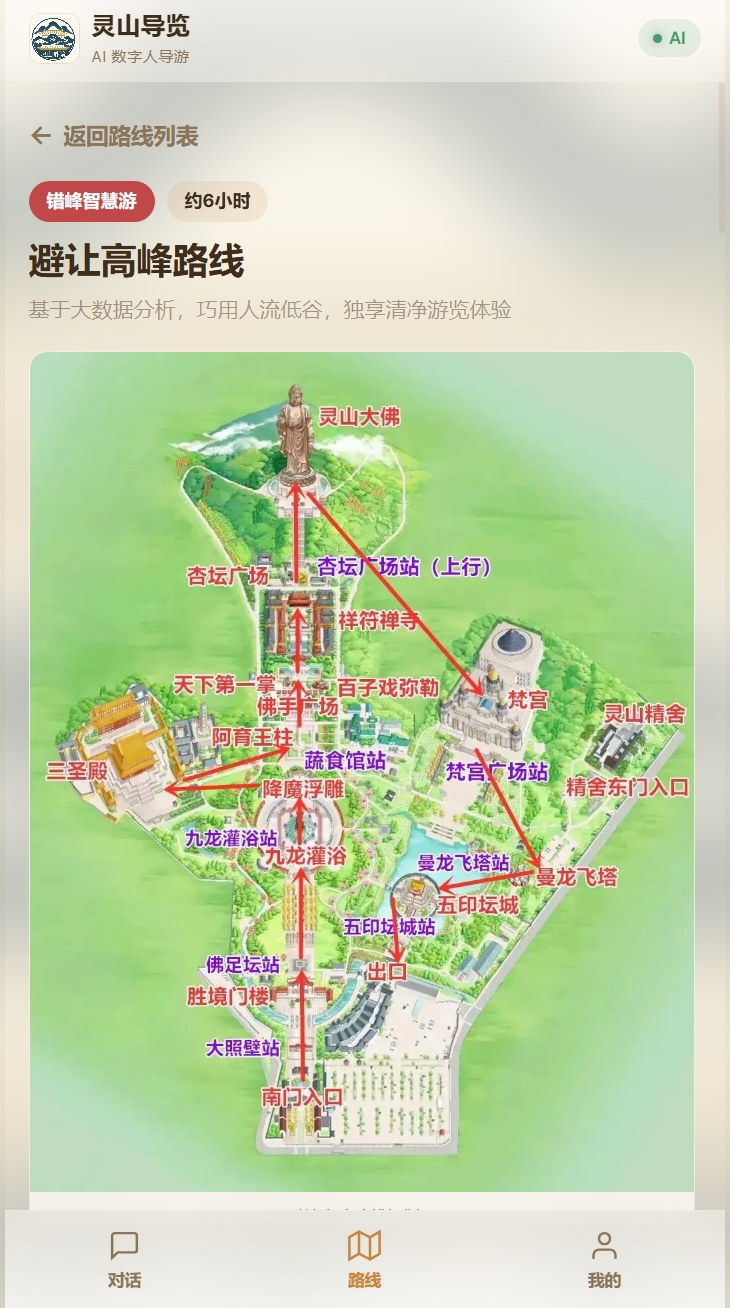 灵山导览
AI 数字人导游
AI
返回路线列表
错峰智慧游
约6小时
避让高峰路线
基于大数据分析，巧用人流低谷，独享清净游览体验
灵山大佛
杏坛广场
杏坛广场站（上行）
祥符禅寺
天下第一掌
百子戏弥勒
佛手广场
梵宫
灵山精舍
阿育王柱
蔬食馆站
三圣殿
梵宫广场站
降魔浮雕
精舍东门入口
九龙灌浴站
九龙灌浴
曼龙飞塔站
曼龙飞塔
五印坛城
五印坛城站
佛足坛站
出口
胜境门楼
大照壁站
南门入口
对话
路线
我的